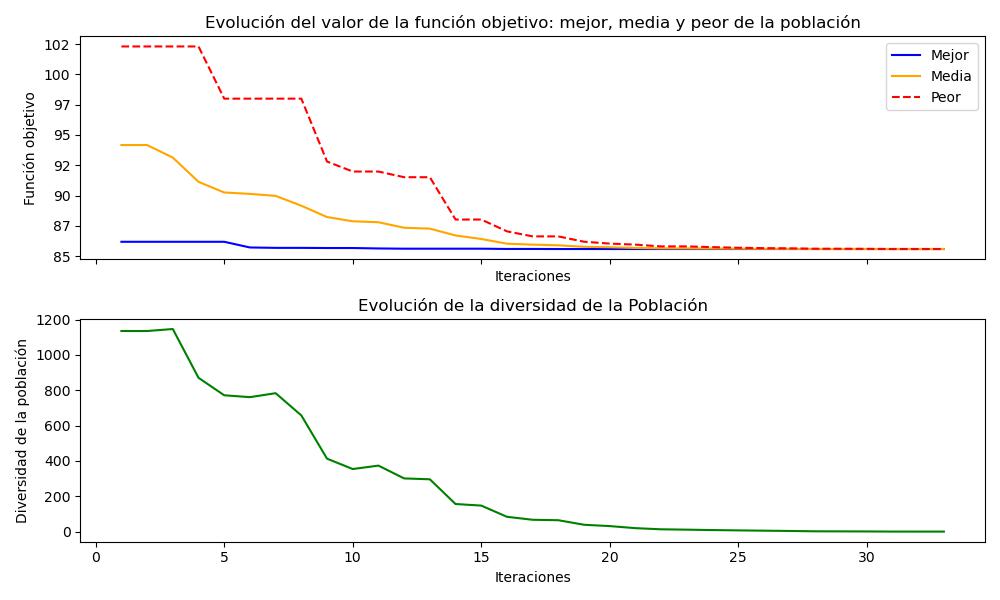 Evolución del valor de la función objetivo: mejor, media y peor de la población
Función objetivo
102
100
97
95
92
90
87
85
Mejor
Media
Peor
Iteraciones
Evolución de la diversidad de la Población
Diversidad de la población
1200
1000
800
600
400
200
0
0 5 10 15 20 25 30
Iteraciones